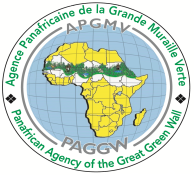 Agence Panafricaine de la Grande Muraille Verte
APGMV
PAGGW
Panafrican Agency of the Great Green Wall